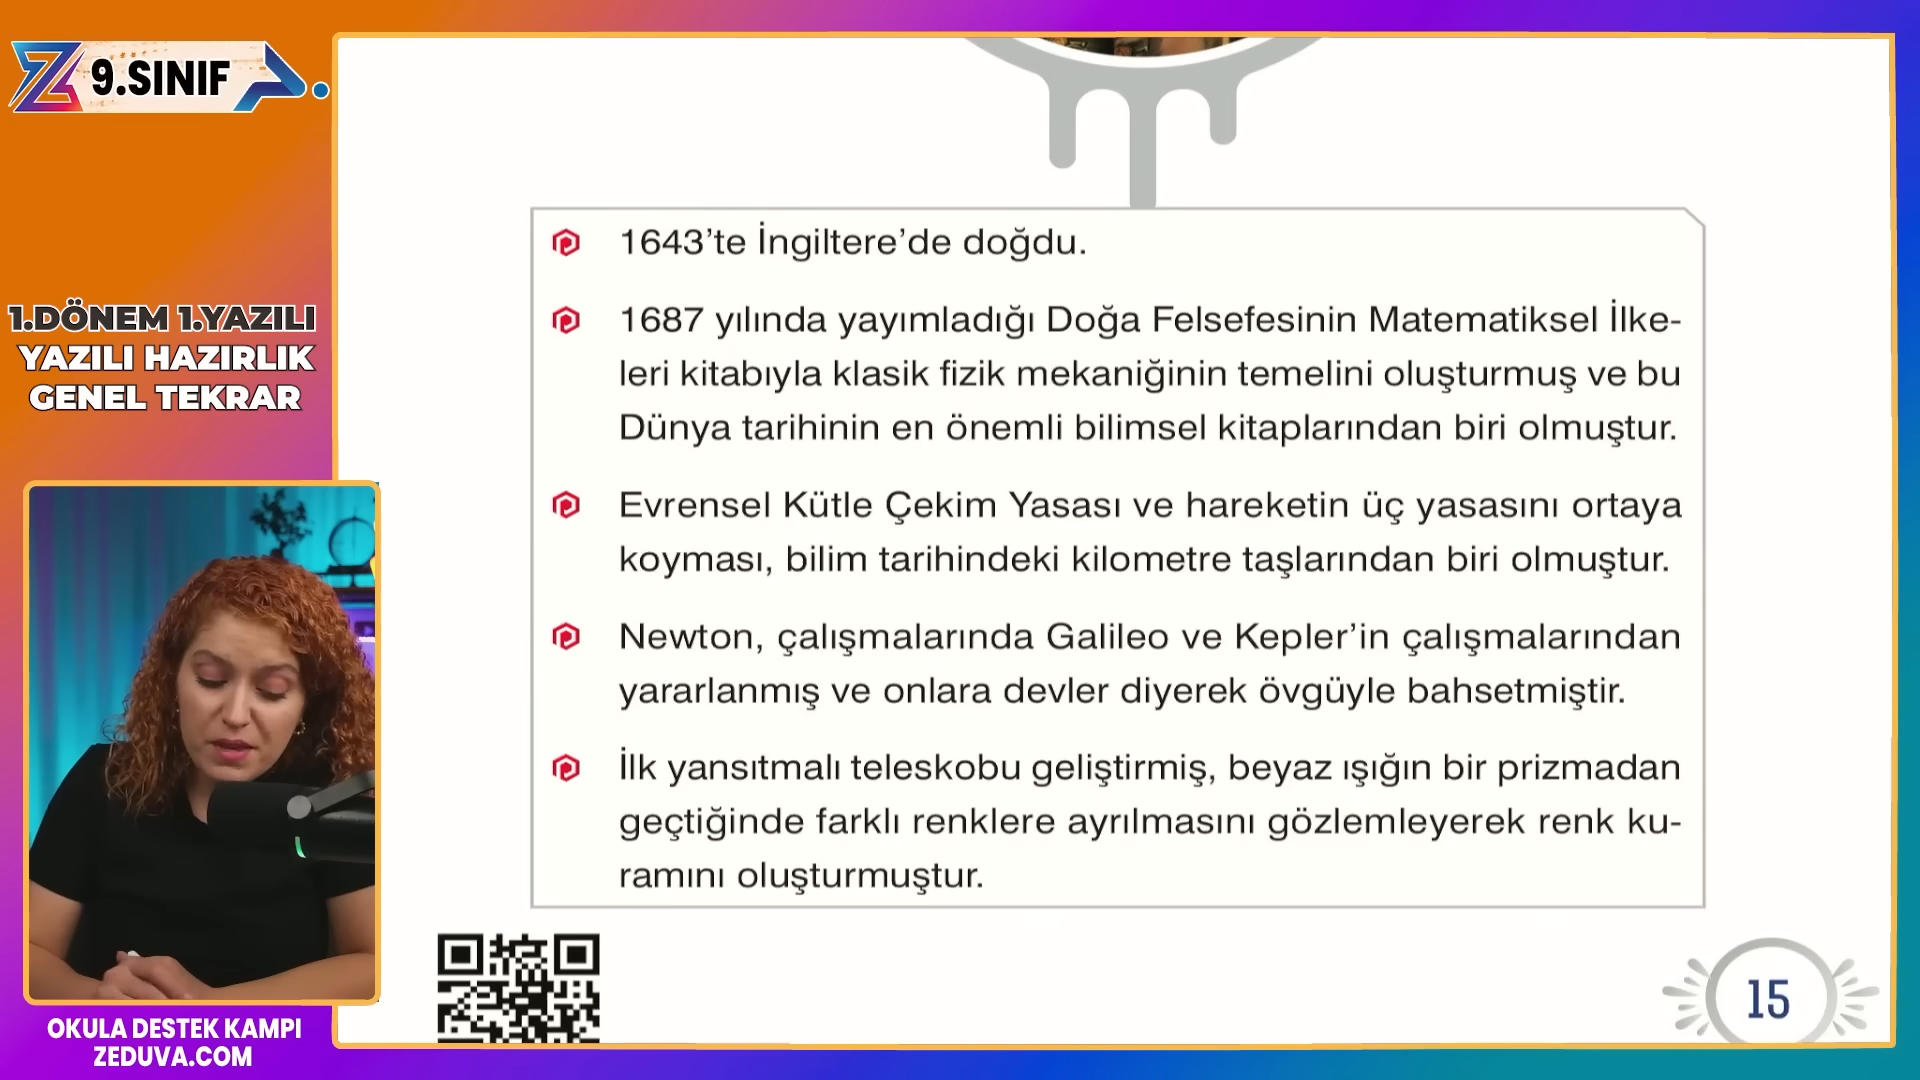 9.SINIF
1.DÖNEM 1.YAZILI
YAZILI HAZIRLIK
GENEL TEKRAR
1643’te İngiltere’de doğdu.
1687 yılında yayımladığı Doğa Felsefesinin Matematiksel İlke-
leri kitabıyla klasik fizik mekaniğinin temelini oluşturmuş ve bu
Dünya tarihinin en önemli bilimsel kitaplarından biri olmuştur.
Evrensel Kütle Çekim Yasası ve hareketin üç yasasını ortaya
koyması, bilim tarihindeki kilometre taşlarından biri olmuştur.
Newton, çalışmalarında Galileo ve Kepler’in çalışmalarından
yararlanmış ve onlara devler diyerek övgüyle bahsetmiştir.
İlk yansıtmalı teleskobu geliştirmiş, beyaz ışığın bir prizmadan
geçtiğinde farklı renklere ayrılmasını gözlemleyerek renk ku-
ramını oluşturmuştur.
15
OKULA DESTEK KAMPI
ZEDUVA.COM